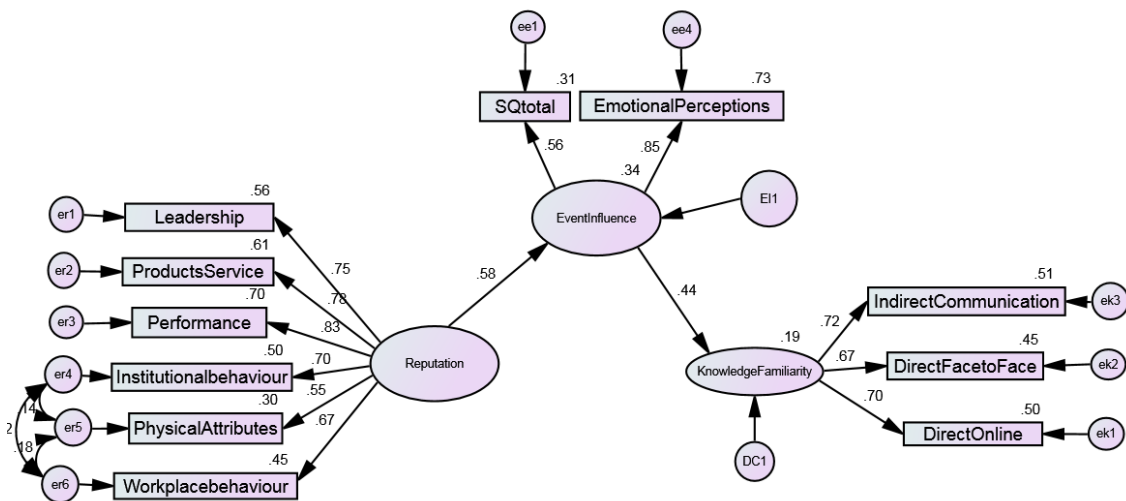 ee1
ee4
.31
.73
SQtotal
EmotionalPerceptions
.56
.85
.34
EventInfluence
EI1
.56
er1
Leadership
.61
er2
ProductsService
.75
.58
.70
.78
er3
Performance
.83
.44
.51
IndirectCommunication
ek3
.50
.70
Reputation
.72
.19
.45
er4
Institutionalbehaviour
.55
KnowledgeFamiliarity
.67
DirectFacetoFace
ek2
.14
.30
.67
.70
.50
2
er5
PhysicalAttributes
DirectOnline
ek1
.18
.45
DC1
er6
Workplacebehaviour